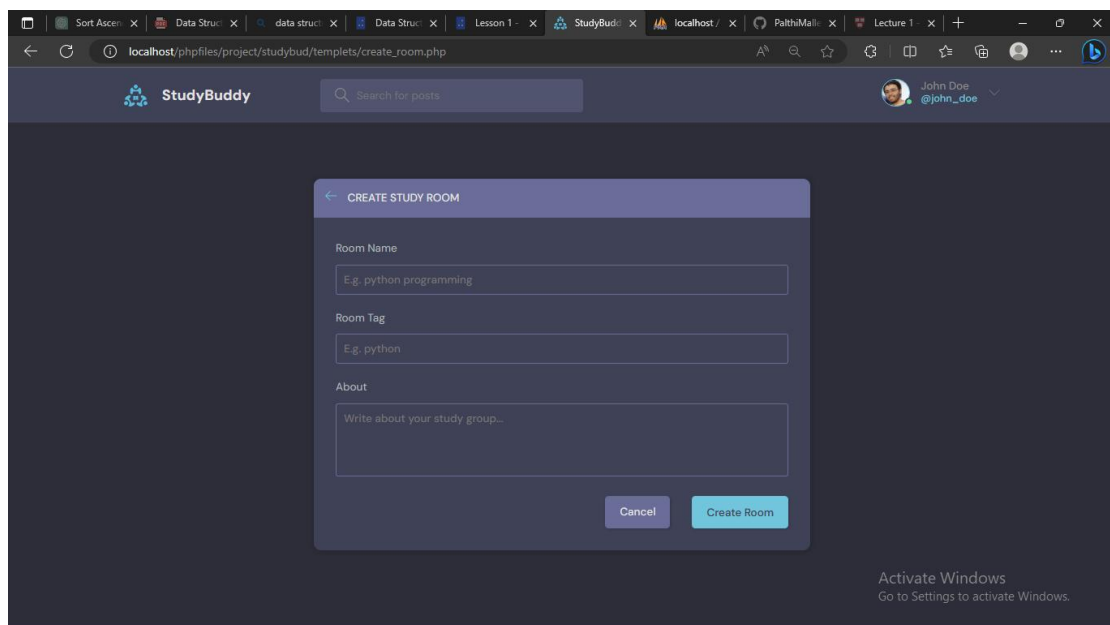 Sort Ascen
Data Struct
data struct
Data Struct
Lesson 1 -
StudyBudd
localhost /
PalthiMalle
Lecture 1 -
localhost/phpfiles/project/studybud/templets/create_room.php
StudyBuddy
Search for posts
John Doe
@john_doe
CREATE STUDY ROOM
Room Name
E.g. python programming
Room Tag
E.g. python
About
Write about your study group...
Cancel
Create Room
Activate Windows
Go to Settings to activate Windows.